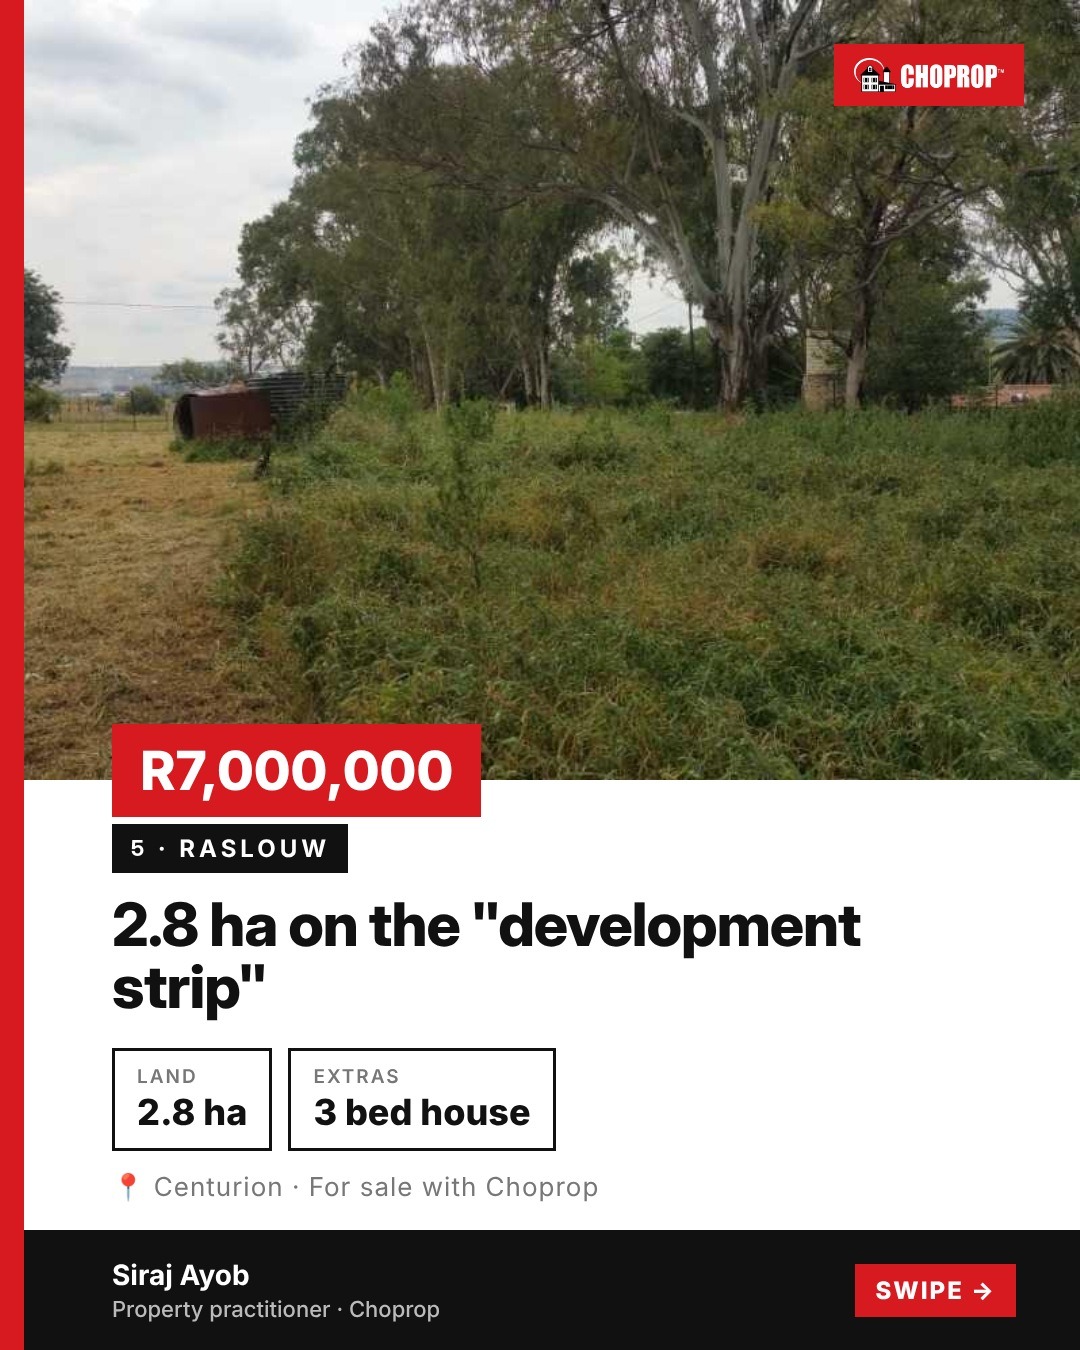 CHOPROP™
R7,000,000
5 · RASLOUW
2.8 ha on the "development
strip"
LAND
2.8 ha
EXTRAS
3 bed house
📍 Centurion · For sale with Choprop
Siraj Ayob
Property practitioner · Choprop
SWIPE →